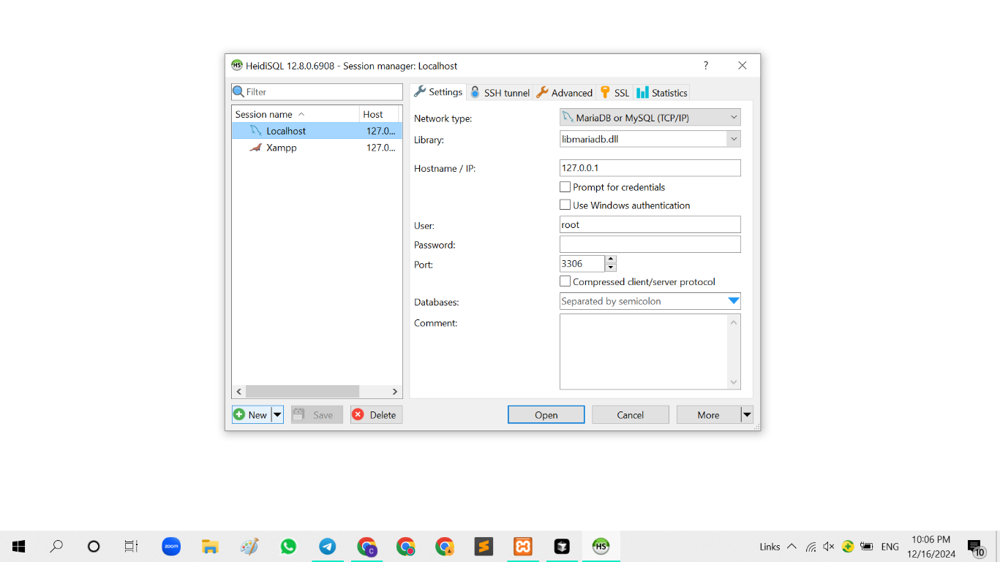 HeidiSQL 12.8.0.6908 - Session manager: Localhost
?
Filter
Session name Host
Localhost 127.0...
Xampp 127.0...
New Save Delete
Settings SSH tunnel Advanced SSL Statistics
Network type: MariaDB or MySQL (TCP/IP)
Library: libmariadb.dll
Hostname / IP: 127.0.0.1
Prompt for credentials
Use Windows authentication
User: root
Password:
Port: 3306
Compressed client/server protocol
Databases: Separated by semicolon
Comment:
Open Cancel More
zoom C HS Links ENG 10:06 PM
12/16/2024 10